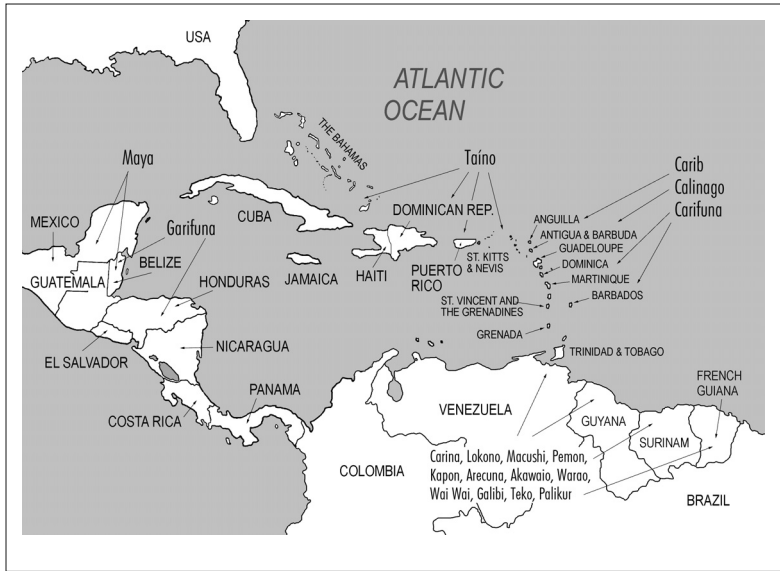 USA
ATLANTIC
OCEAN
THE BAHAMAS
Maya
Taíno
Carib
Calinago
Carifuna
MEXICO
Garifuna
CUBA
DOMINICAN REP.
ANGUILLA
ANTIGUA & BARBUDA
GUADELOUPE
GUATEMALA
BELIZE
HONDURAS
JAMAICA
HAITI
PUERTO
RICO
ST. KITTS
& NEVIS
DOMINICA
MARTINIQUE
BARBADOS
ST. VINCENT AND
THE GRENADINES
GRENADA
EL SALVADOR
NICARAGUA
TRINIDAD & TOBAGO
COSTA RICA
PANAMA
VENEZUELA
GUYANA
SURINAM
FRENCH
GUIANA
COLOMBIA
Carina, Lokono, Macushi, Pemon,
Kapon, Arecuna, Akawaio, Warao,
Wai Wai, Galibi, Teko, Palikur
BRAZIL